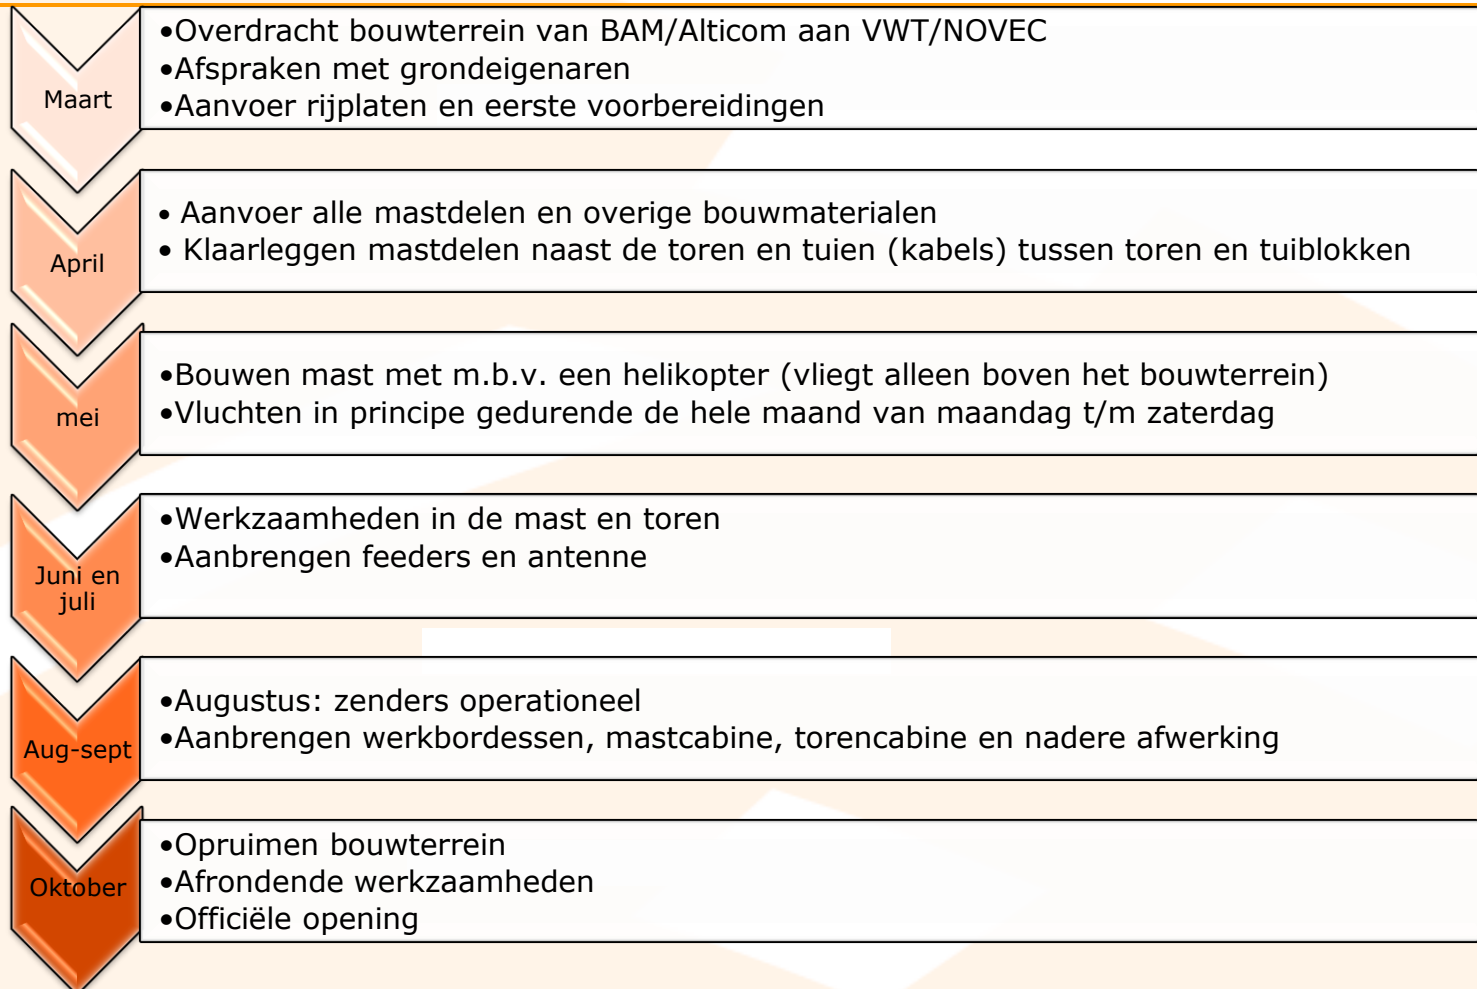 Maart
•Overdracht bouwterrein van BAM/Alticom aan VWT/NOVEC
•Afspraken met grondeigenaren
•Aanvoer rijplaten en eerste voorbereidingen
April
• Aanvoer alle mastdelen en overige bouwmaterialen
• Klaarleggen mastdelen naast de toren en tuien (kabels) tussen toren en tuiblokken
mei
•Bouwen mast met m.b.v. een helikopter (vliegt alleen boven het bouwterrein)
•Vluchten in principe gedurende de hele maand van maandag t/m zaterdag
Juni en
juli
•Werkzaamheden in de mast en toren
•Aanbrengen feeders en antenne
Aug-sept
•Augustus: zenders operationeel
•Aanbrengen werkbordessen, mastcabine, torencabine en nadere afwerking
Oktober
•Opruimen bouwterrein
•Afrondende werkzaamheden
•Officiële opening